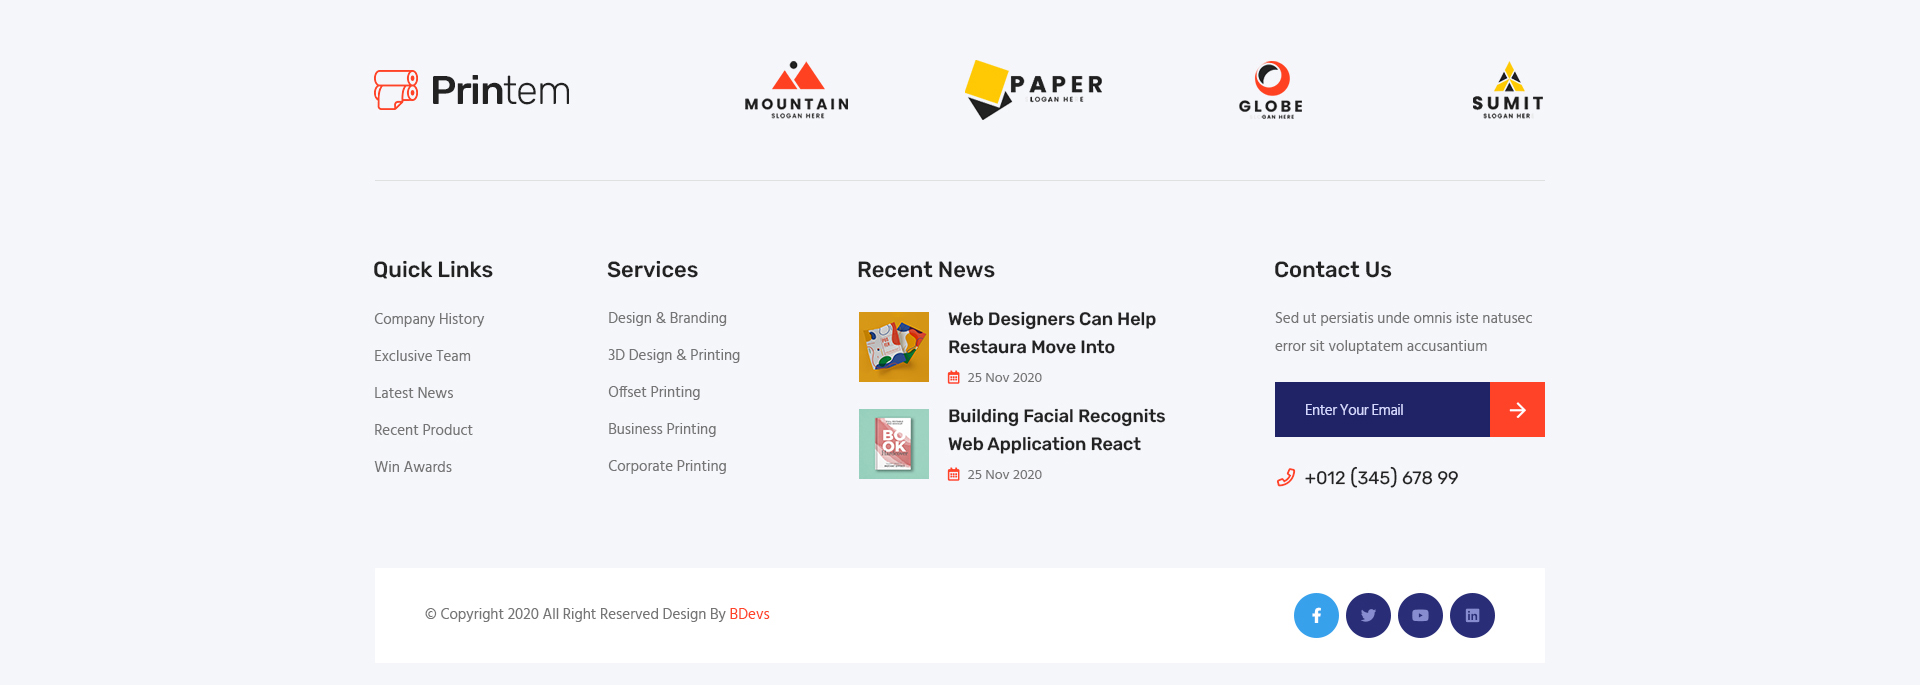 Printem
MOUNTAIN
SLOGAN HERE
PAPER
LOGAN HE E
GLOBE
GAN HERE
SUMIT
SLOGAN HER
Quick Links
Company History
Exclusive Team
Latest News
Recent Product
Win Awards
Services
Design & Branding
3D Design & Printing
Offset Printing
Business Printing
Corporate Printing
Recent News
Web Designers Can Help
Restaura Move Into
25 Nov 2020
BO
OK
Building Facial Recognits
Web Application React
25 Nov 2020
Contact Us
Sed ut persiatis unde omnis iste natusec
error sit voluptatem accusantium
Enter Your Email
+012 (345) 678 99
© Copyright 2020 All Right Reserved Design By BDevs